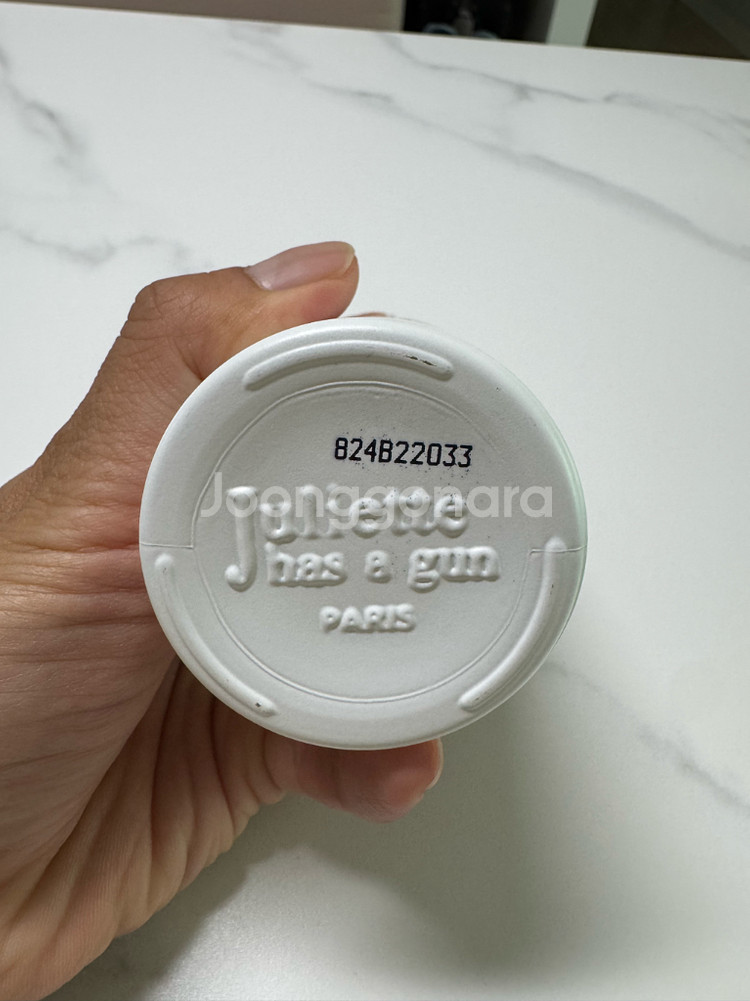 824B22033
Joonggonara
Juliette
has a gun
PARIS